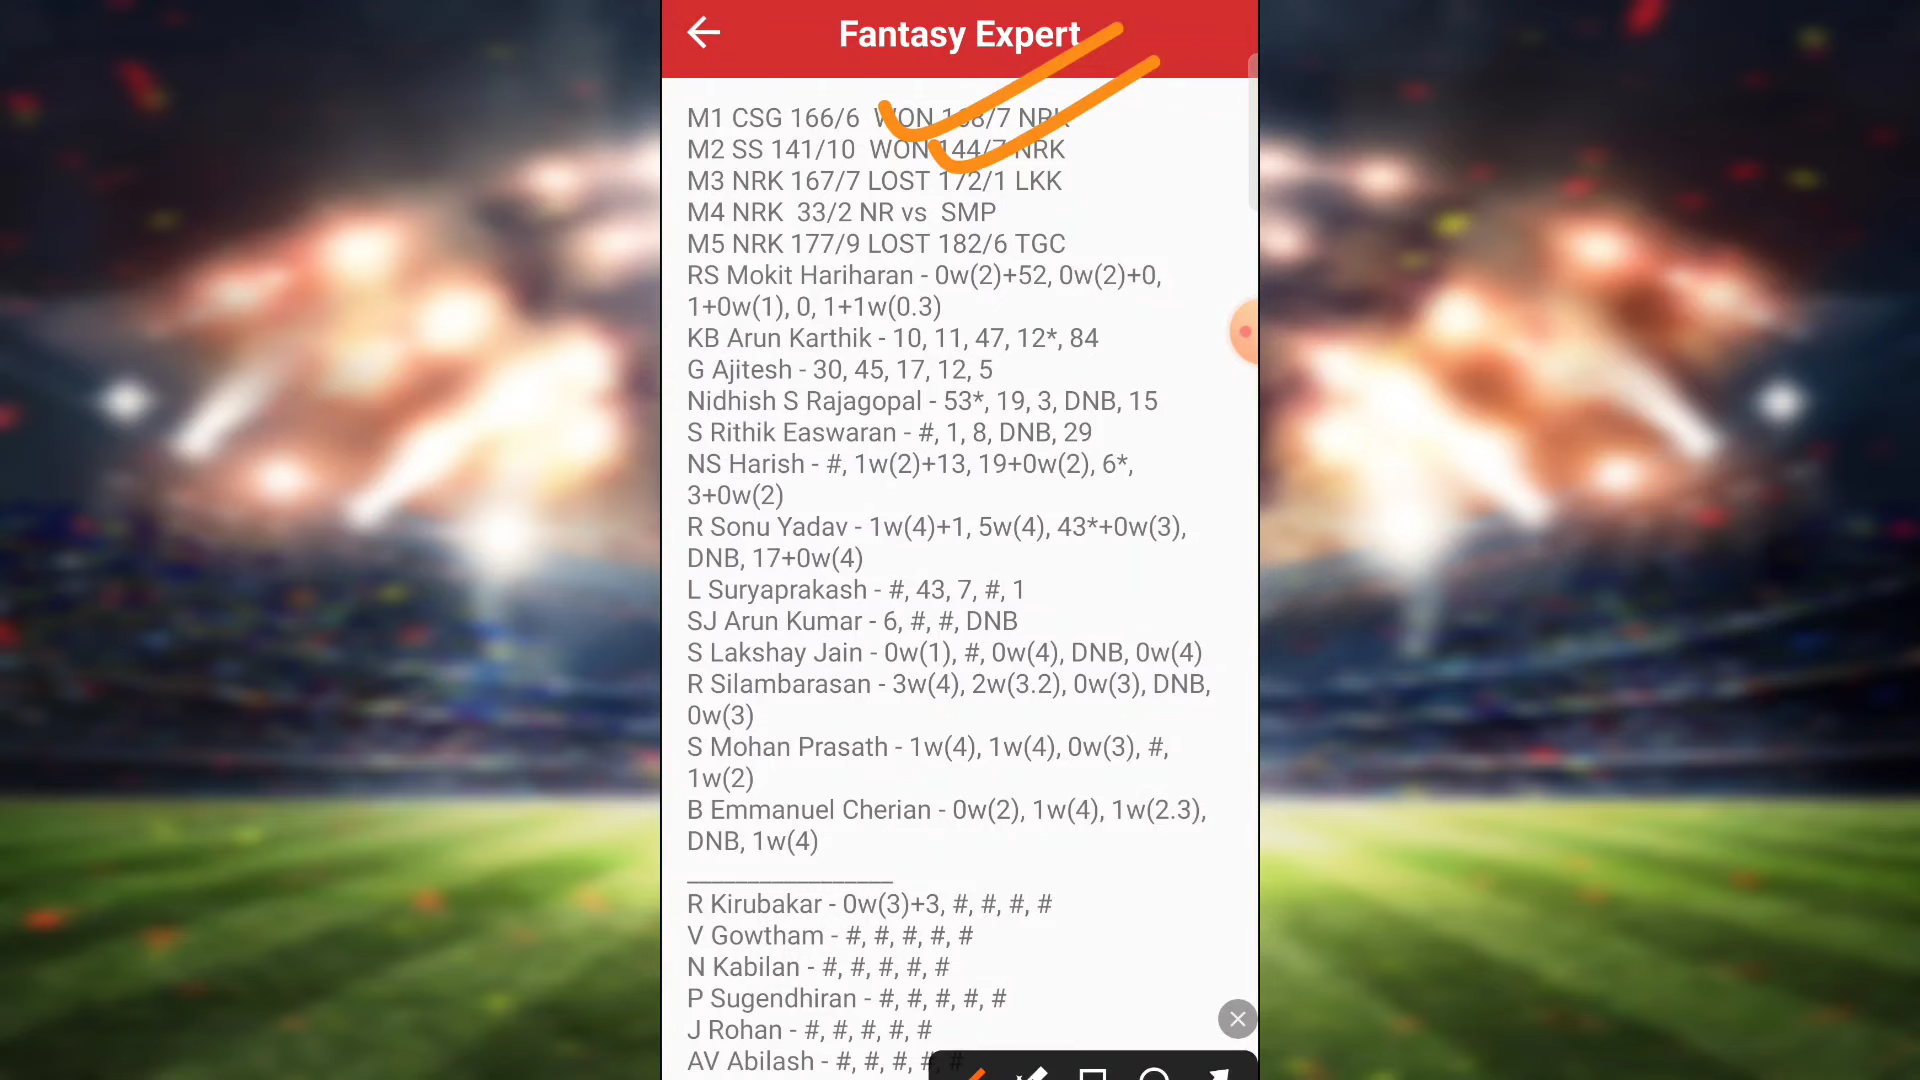 Fantasy Expert
M1 CSG 166/6 WON 168/7 NRK
M2 SS 141/10 WON 144/7 NRK
M3 NRK 167/7 LOST 172/1 LKK
M4 NRK 33/2 NR vs SMP
M5 NRK 177/9 LOST 182/6 TGC
RS Mokit Hariharan - 0w(2)+52, 0w(2)+0,
1+0w(1), 0, 1+1w(0.3)
KB Arun Karthik - 10, 11, 47, 12*, 84
G Ajitesh - 30, 45, 17, 12, 5
Nidhish S Rajagopal - 53*, 19, 3, DNB, 15
S Rithik Easwaran - #, 1, 8, DNB, 29
NS Harish - #, 1w(2)+13, 19+0w(2), 6*,
3+0w(2)
R Sonu Yadav - 1w(4)+1, 5w(4), 43*+0w(3),
DNB, 17+0w(4)
L Suryaprakash - #, 43, 7, #, 1
SJ Arun Kumar - 6, #, #, DNB
S Lakshay Jain - 0w(1), #, 0w(4), DNB, 0w(4)
R Silambarasan - 3w(4), 2w(3.2), 0w(3), DNB,
0w(3)
S Mohan Prasath - 1w(4), 1w(4), 0w(3), #,
1w(2)
B Emmanuel Cherian - 0w(2), 1w(4), 1w(2.3),
DNB, 1w(4)
_______________
R Kirubakar - 0w(3)+3, #, #, #, #
V Gowtham - #, #, #, #, #
N Kabilan - #, #, #, #, #
P Sugendhiran - #, #, #, #, #
J Rohan - #, #, #, #, #
AV Abilash - #, #, #, #, #